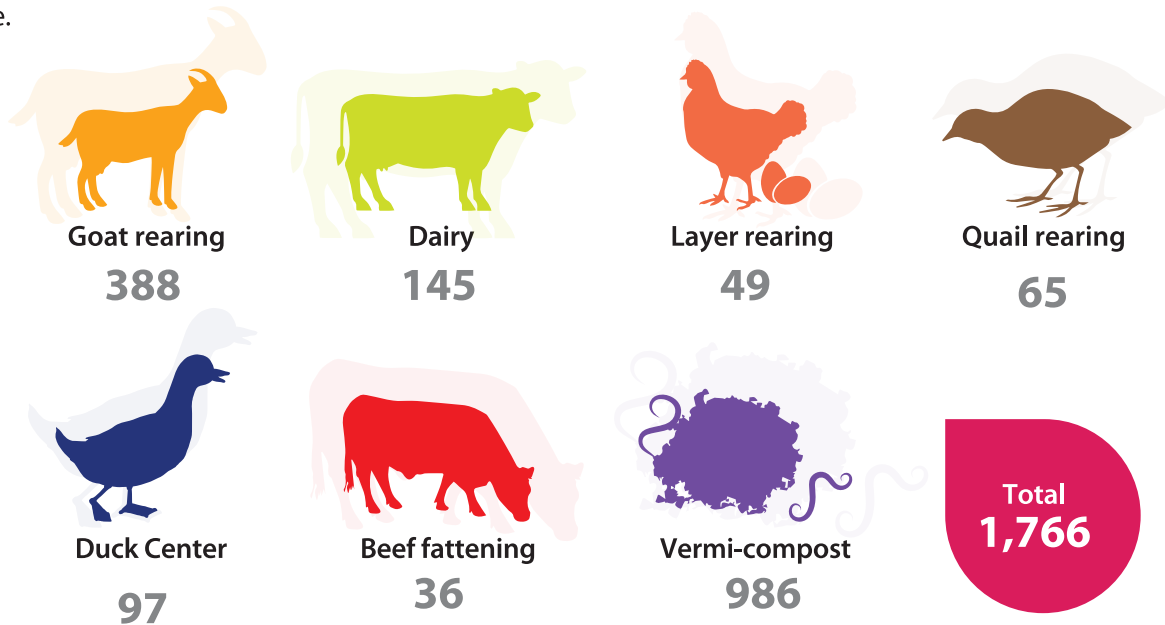 e.
Goat rearing
388
Dairy
145
Layer rearing
49
Quail rearing
65
Duck Center
97
Beef fattening
36
Vermi-compost
986
Total
1,766